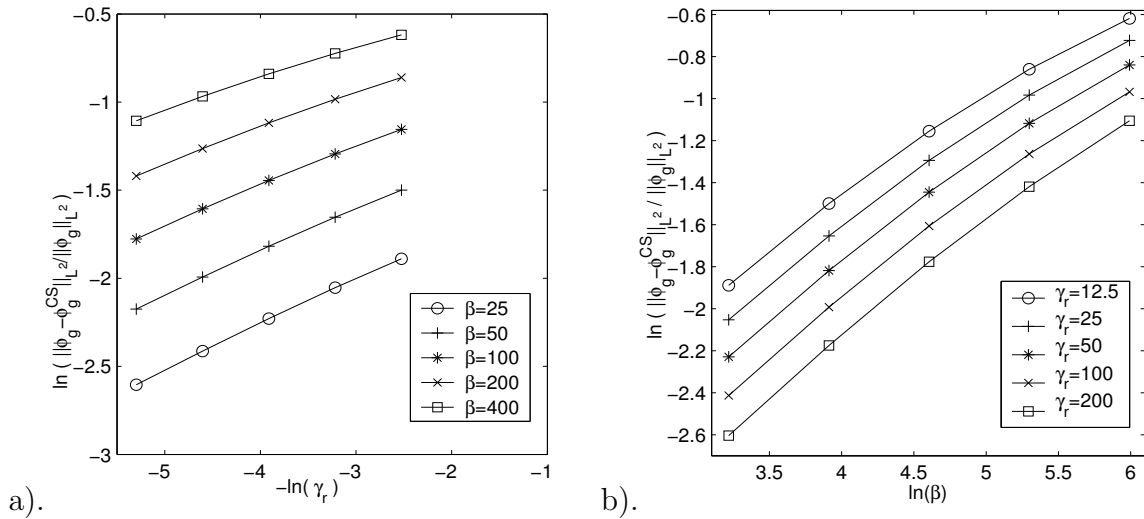 −0.5
−1
−1.5
−2
−2.5
−3
−5 −4 −3 −2 −1
−ln( γ_r )
ln ( ||ϕ_g−ϕ_g^CS||_L² /||ϕ_g||_L² )
β=25
β=50
β=100
β=200
β=400
a).
−0.6
−0.8
−1
−1.2
−1.4
−1.6
−1.8
−2
−2.2
−2.4
−2.6
3.5 4 4.5 5 5.5 6
ln(β)
ln ( ||ϕ_g−ϕ_g^CS||_L² / ||ϕ_g||_L² )
γ_r=12.5
γ_r=25
γ_r=50
γ_r=100
γ_r=200
b).